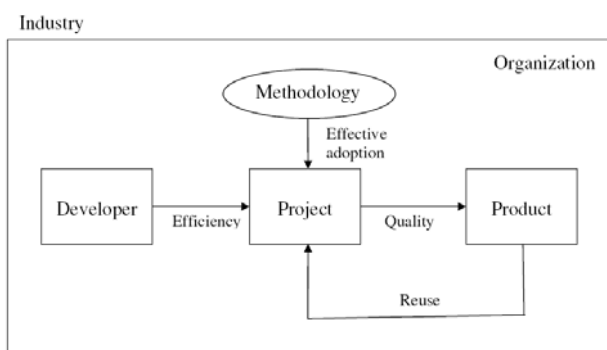 Industry
Organization
Methodology
Effective
adoption
Developer
Efficiency
Project
Quality
Product
Reuse